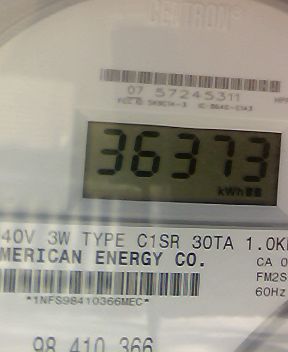 CENTRON®
07 57245311
36373
kWh
40V 3W TYPE C1SR 30TA 1.0K
MERICAN ENERGY CO.
CA 0
FM2S
60Hz
*1NFS98410366MEC*
98 410 366